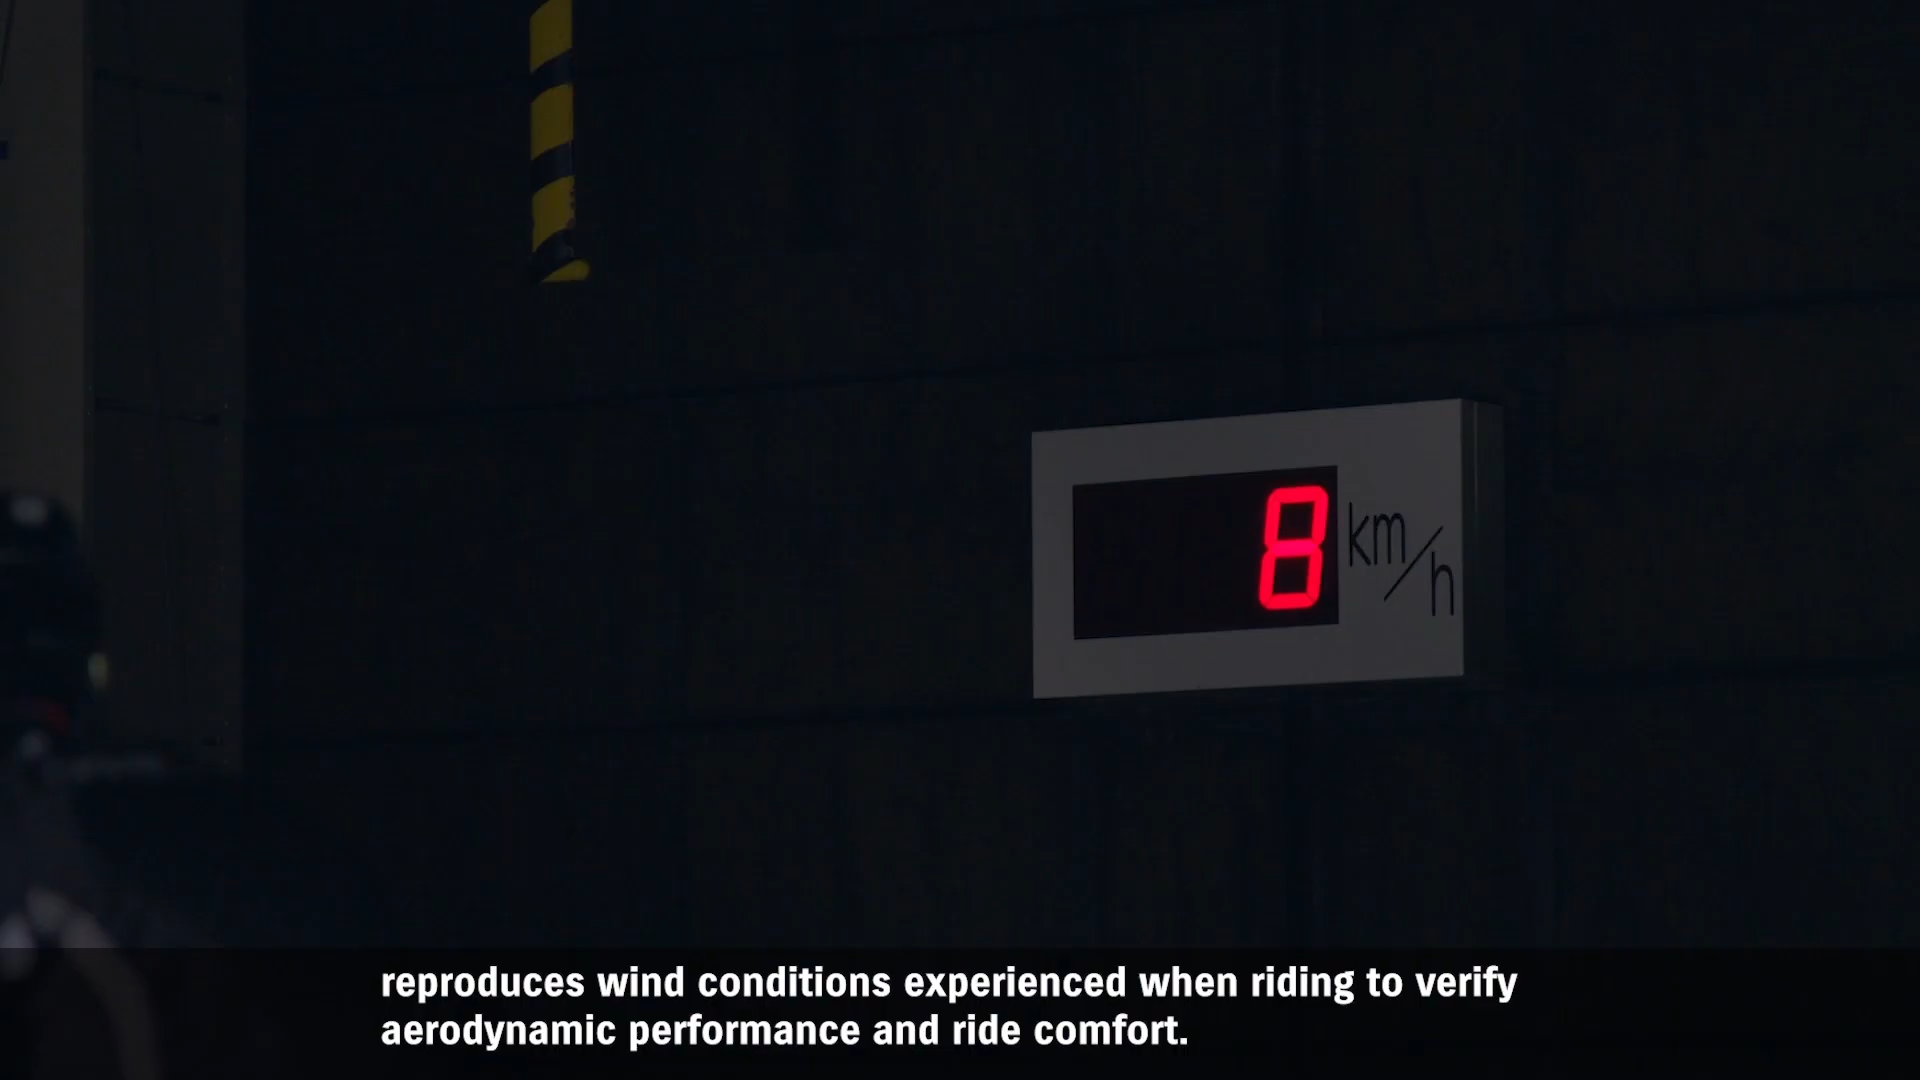 8 km/h
reproduces wind conditions experienced when riding to verify
aerodynamic performance and ride comfort.